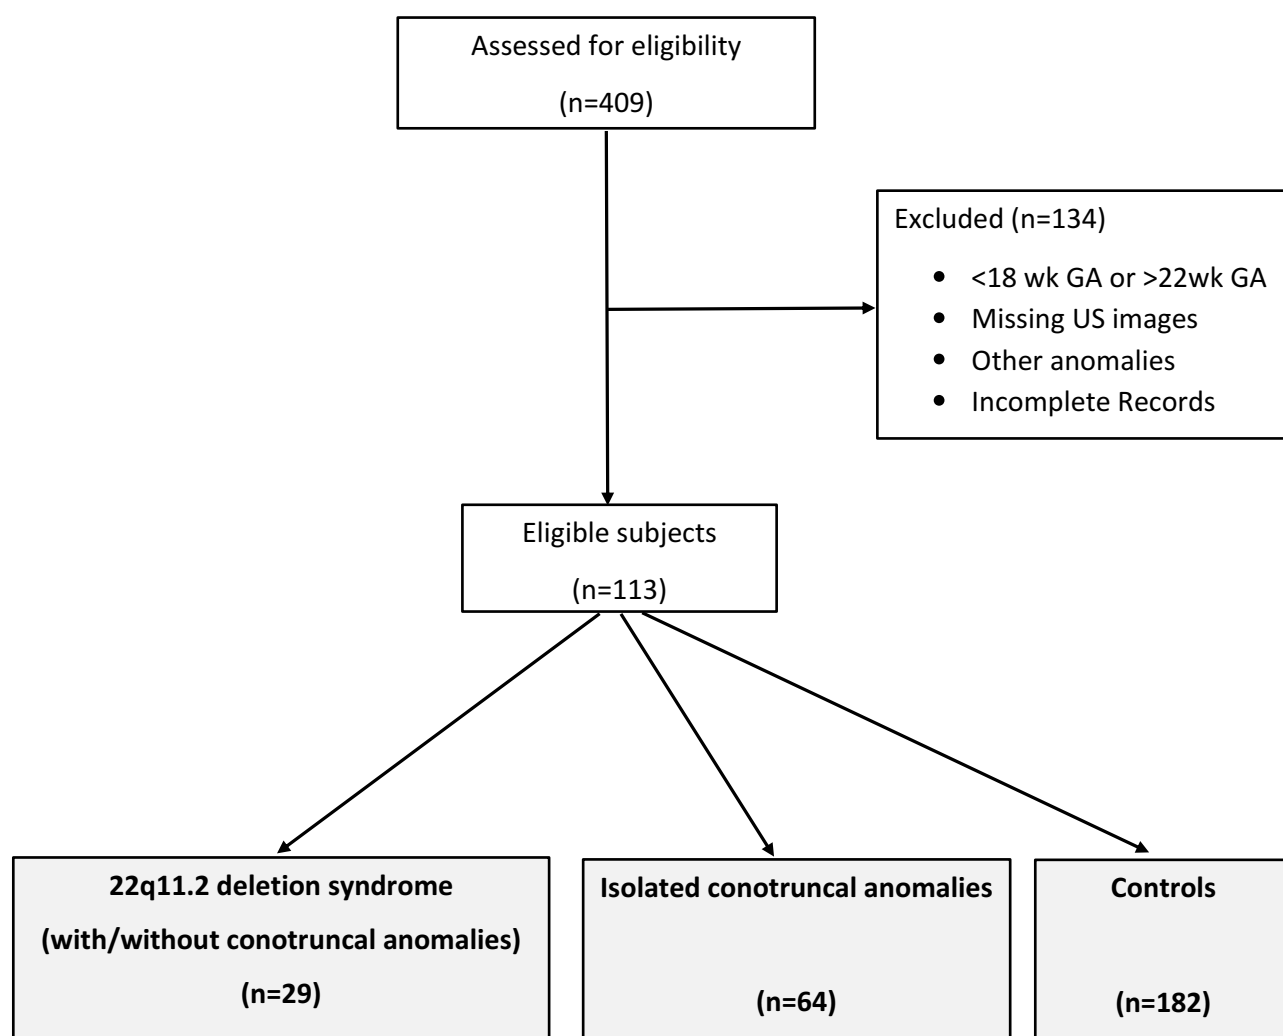 Assessed for eligibility
(n=409)
Excluded (n=134)
• <18 wk GA or >22wk GA
• Missing US images
• Other anomalies
• Incomplete Records
Eligible subjects
(n=113)
22q11.2 deletion syndrome
(with/without conotruncal anomalies)
(n=29)
Isolated conotruncal anomalies
(n=64)
Controls
(n=182)